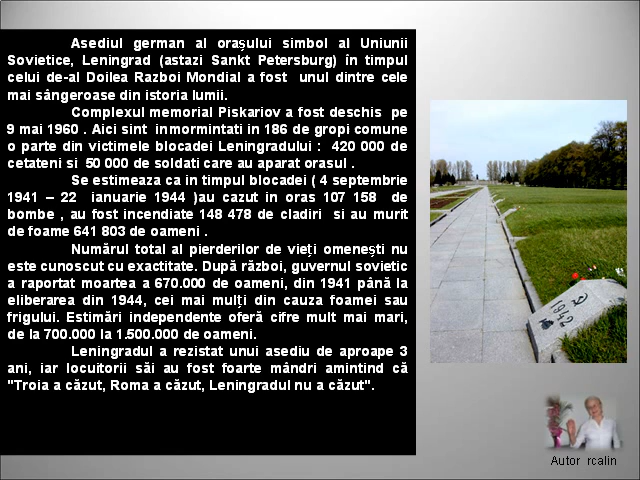 Asediul german al orașului simbol al Uniunii
Sovietice, Leningrad (astazi Sankt Petersburg) în timpul
celui de-al Doilea Razboi Mondial a fost unul dintre cele
mai sângeroase din istoria lumii.
Complexul memorial Piskariov a fost deschis pe
9 mai 1960 . Aici sint inmormintati in 186 de gropi comune
o parte din victimele blocadei Leningradului : 420 000 de
cetateni si 50 000 de soldati care au aparat orasul .
Se estimeaza ca in timpul blocadei ( 4 septembrie
1941 – 22 ianuarie 1944 )au cazut in oras 107 158 de
bombe , au fost incendiate 148 478 de cladiri si au murit
de foame 641 803 de oameni .
Numărul total al pierderilor de vieți omenești nu
este cunoscut cu exactitate. După război, guvernul sovietic
a raportat moartea a 670.000 de oameni, din 1941 până la
eliberarea din 1944, cei mai mulți din cauza foamei sau
frigului. Estimări independente oferă cifre mult mai mari,
de la 700.000 la 1.500.000 de oameni.
Leningradul a rezistat unui asediu de aproape 3
ani, iar locuitorii săi au fost foarte mândri amintind că
"Troia a căzut, Roma a căzut, Leningradul nu a căzut".
1942
Autor rcalin